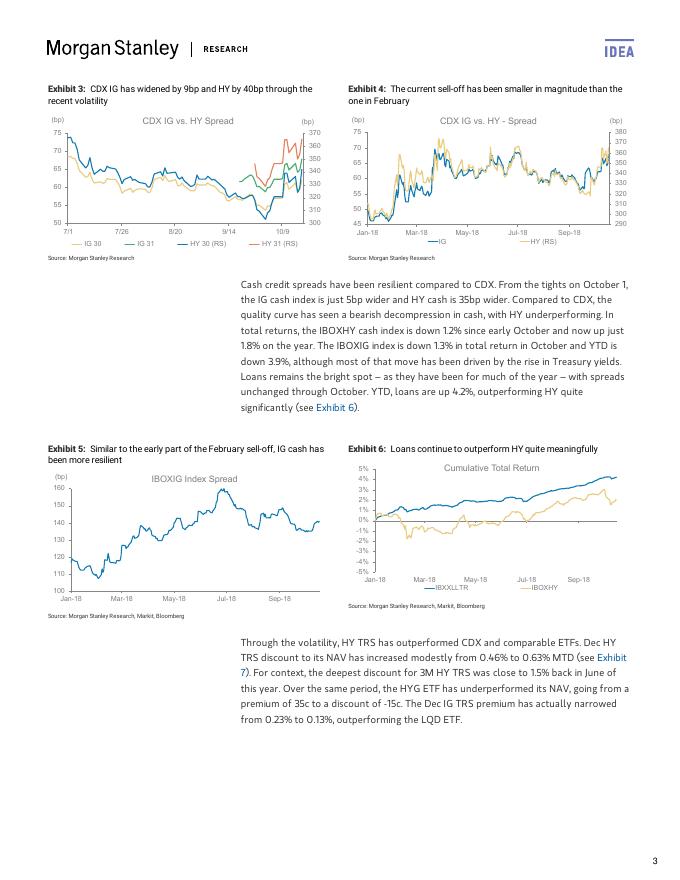 Morgan Stanley | RESEARCH
IDEA
Exhibit 3: CDX IG has widened by 9bp and HY by 40bp through the
recent volatility
(bp)
CDX IG vs. HY Spread
(bp)
75
70
65
60
55
50
370
360
350
340
330
320
310
300
7/1
7/26
8/20
9/14
10/9
IG 30
IG 31
HY 30 (RS)
HY 31 (RS)
Source: Morgan Stanley Research
Exhibit 4: The current sell-off has been smaller in magnitude than the
one in February
(bp)
CDX IG vs. HY - Spread
(bp)
75
70
65
60
55
50
45
380
370
360
350
340
330
320
310
300
290
Jan-18
Mar-18
May-18
Jul-18
Sep-18
IG
HY (RS)
Source: Morgan Stanley Research
Cash credit spreads have been resilient compared to CDX. From the tights on October 1,
the IG cash index is just 5bp wider and HY cash is 35bp wider. Compared to CDX, the
quality curve has seen a bearish decompression in cash, with HY underperforming. In
total returns, the IBOXHY cash index is down 1.2% since early October and now up just
1.8% on the year. The IBOXIG index is down 1.3% in total return in October and YTD is
down 3.9%, although most of that move has been driven by the rise in Treasury yields.
Loans remains the bright spot – as they have been for much of the year – with spreads
unchanged through October. YTD, loans are up 4.2%, outperforming HY quite
significantly (see Exhibit 6).
Exhibit 5: Similar to the early part of the February sell-off, IG cash has
been more resilient
(bp)
IBOXIG Index Spread
160
150
140
130
120
110
100
Jan-18
Mar-18
May-18
Jul-18
Sep-18
Source: Morgan Stanley Research, Markit, Bloomberg
Exhibit 6: Loans continue to outperform HY quite meaningfully
Cumulative Total Return
5%
4%
3%
2%
1%
0%
-1%
-2%
-3%
-4%
-5%
Jan-18
Mar-18
May-18
Jul-18
Sep-18
IBXXLLTR
IBOXHY
Source: Morgan Stanley Research, Markit, Bloomberg
Through the volatility, HY TRS has outperformed CDX and comparable ETFs. Dec HY
TRS discount to its NAV has increased modestly from 0.46% to 0.63% MTD (see Exhibit
7). For context, the deepest discount for 3M HY TRS was close to 1.5% back in June of
this year. Over the same period, the HYG ETF has underperformed its NAV, going from a
premium of 35c to a discount of -15c. The Dec IG TRS premium has actually narrowed
from 0.23% to 0.13%, outperforming the LQD ETF.
3